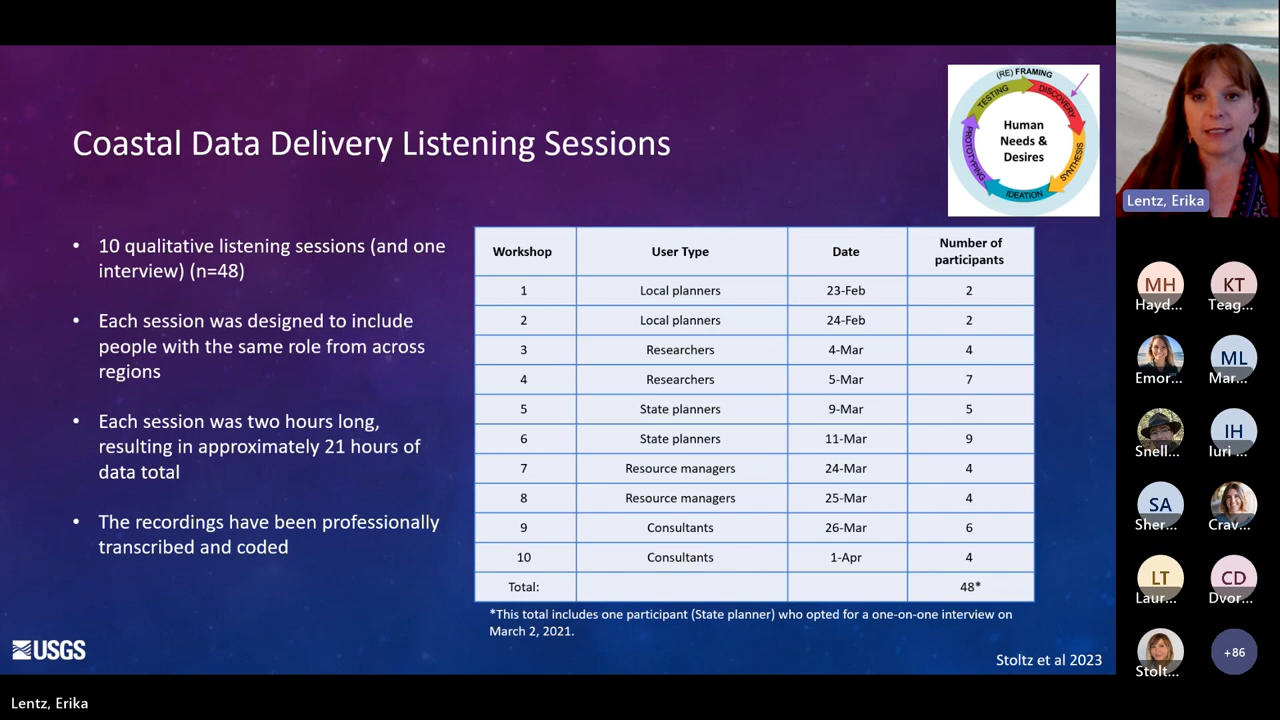 Coastal Data Delivery Listening Sessions
(RE) FRAMING
DISCOVERY
SYNTHESIS
IDEATION
PROTOTYPING
TESTING
Human
Needs &
Desires
• 10 qualitative listening sessions (and one
interview) (n=48)
• Each session was designed to include
people with the same role from across
regions
• Each session was two hours long,
resulting in approximately 21 hours of
data total
• The recordings have been professionally
transcribed and coded
Workshop User Type Date Number of
participants
1 Local planners 23-Feb 2
2 Local planners 24-Feb 2
3 Researchers 4-Mar 4
4 Researchers 5-Mar 7
5 State planners 9-Mar 5
6 State planners 11-Mar 9
7 Resource managers 24-Mar 4
8 Resource managers 25-Mar 4
9 Consultants 26-Mar 6
10 Consultants 1-Apr 4
Total: 48*
*This total includes one participant (State planner) who opted for a one-on-one interview on
March 2, 2021.
USGS
Stoltz et al 2023
Lentz, Erika
Lentz, Erika
MH KT
Hayd... Teag...
ML
Emor... Mar...
IH
Snell... Iuri ...
SA
Sher... Crav...
LT CD
Laur... Dvor...
+86
Stolt...